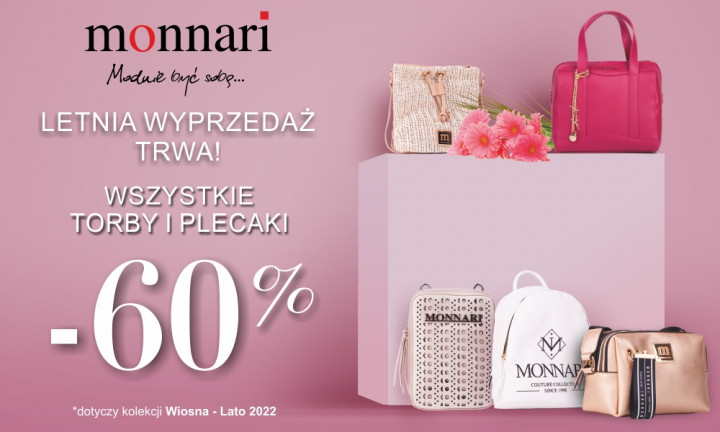 monnari
Modnie być sobą...
LETNIA WYPRZEDAŻ
TRWA!
WSZYSTKIE
TORBY I PLECAKI
-60%
*dotyczy kolekcji Wiosna - Lato 2022
m
MONNARI
M
MONNARI
COUTURE COLLECTION
SINCE 1998
m